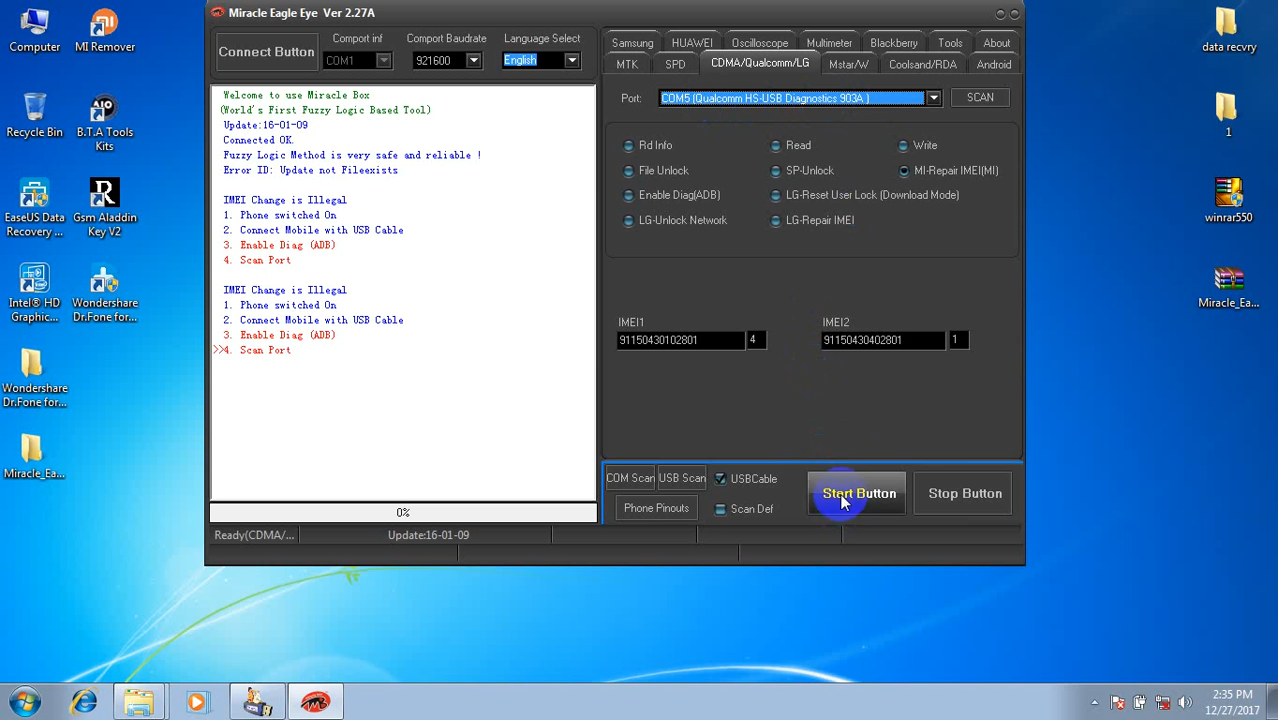 Computer
MI Remover
Recycle Bin
B.T.A Tools
Kits
EaseUS Data
Recovery ...
Gsm Aladdin
Key V2
Intel® HD
Graphic...
Wondershare
Dr.Fone for...
Wondershare
Dr.Fone for...
Miracle_Ea...
Miracle Eagle Eye Ver 2.27A
Connect Button
Comport inf
COM1
Comport Baudrate
921600
Language Select
English
Welcome to use Miracle Box
(World's First Fuzzy Logic Based Tool)
Update:16-01-09
Connected OK.
Fuzzy Logic Method is very safe and reliable !
Error ID: Update not Fileexists
IMEI Change is Illegal
1. Phone switched On
2. Connect Mobile with USB Cable
3. Enable Diag (ADB)
4. Scan Port
IMEI Change is Illegal
1. Phone switched On
2. Connect Mobile with USB Cable
3. Enable Diag (ADB)
>>4. Scan Port
0%
Samsung HUAWEI Oscilloscope Multimeter Blackberry Tools About
MTK SPD CDMA/Qualcomm/LG Mstar/W Coolsand/RDA Android
Port: COM5 (Qualcomm HS-USB Diagnostics 903A ) SCAN
Rd Info Read Write
File Unlock SP-Unlock MI-Repair IMEI(MI)
Enable Diag(ADB) LG-Reset User Lock (Download Mode)
LG-Unlock Network LG-Repair IMEI
IMEI1 IMEI2
91150430102801 4 91150430402801 1
COM Scan USB Scan USBCable
Phone Pinouts Scan Def
Start Button Stop Button
Ready(CDMA/... Update:16-01-09
data recvry
1
winrar550
Miracle_Ea...
2:35 PM
12/27/2017